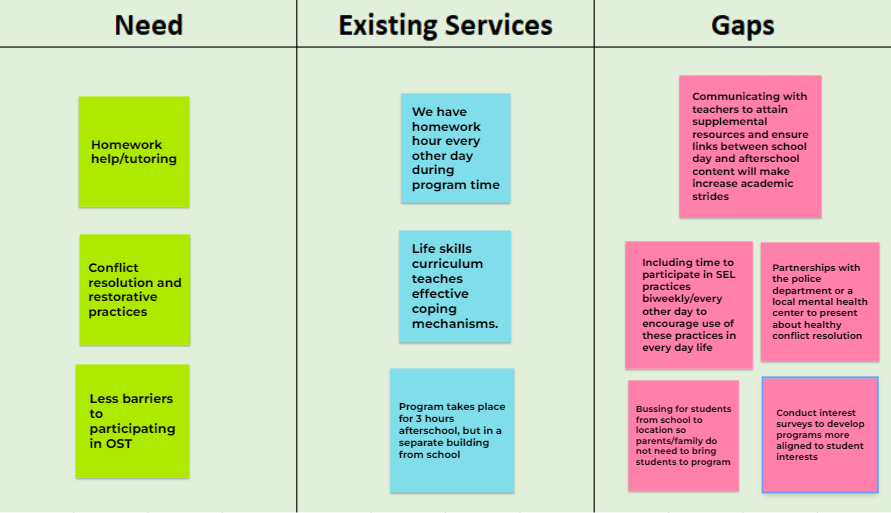 Need
Existing Services
Gaps
Homework
help/tutoring
We have
homework
hour every
other day
during
program time
Communicating with
teachers to attain
supplemental
resources and ensure
links between school
day and afterschool
content will make
increase academic
strides
Conflict
resolution and
restorative
practices
Life skills
curriculum
teaches
effective
coping
mechanisms.
Including time to
participate in SEL
practices
biweekly/every
other day to
encourage use of
these practices in
every day life
Partnerships with
the police
department or a
local mental health
center to present
about healthy
conflict resolution
Less barriers
to
participating
in OST
Program takes place
for 3 hours
afterschool, but in a
separate building
from school
Bussing for students
from school to
location so
parents/family do
not need to bring
students to program
Conduct interest
surveys to develop
programs more
aligned to student
interests